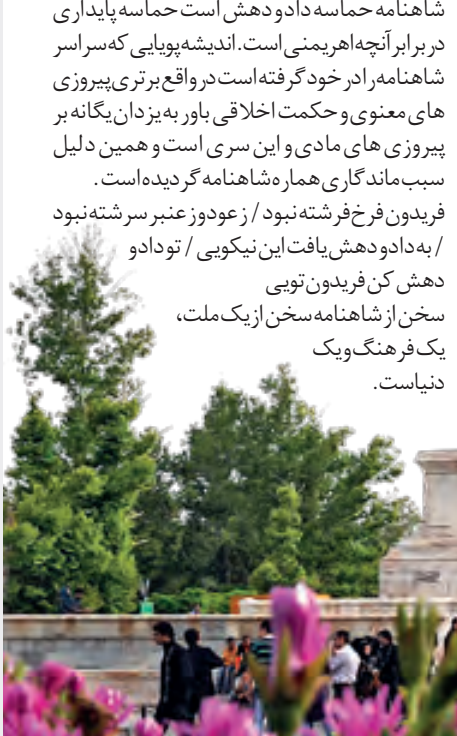 شاهنامه حماسه داد و دهش است حماسه پایداری
در برابر آنچه اهریمنی است. اندیشه پویایی که سراسر
شاهنامه را در خود گرفته است در واقع برتری پیروزی
های معنوی و حکمت اخلاقی باور به یزدان یگانه بر
پیروزی های مادی و این سری است و همین دلیل
سبب ماندگاری هماره شاهنامه گردیده است.
فریدون فرخ فرشته نبود / ز عود و ز عنبر سرشته نبود
/ به داد و دهش یافت این نیکویی / تو داد و
دهش کن فریدون تویی
سخن از شاهنامه سخن از یک ملت،
یک فرهنگ و یک
دنیاست.